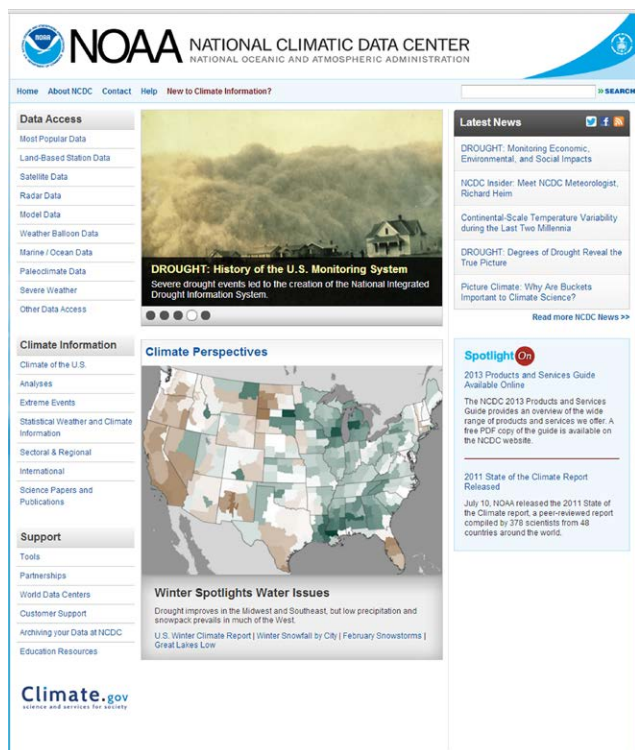 NOAA
NATIONAL CLIMATIC DATA CENTER
NATIONAL OCEANIC AND ATMOSPHERIC ADMINISTRATION
Home About NCDC Contact Help New to Climate Information?
» SEARCH
Data Access
Most Popular Data
Land-Based Station Data
Satellite Data
Radar Data
Model Data
Weather Balloon Data
Marine / Ocean Data
Paleoclimate Data
Severe Weather
Other Data Access
Climate Information
Climate of the U.S.
Analyses
Extreme Events
Statistical Weather and Climate
Information
Sectoral & Regional
International
Science Papers and
Publications
Support
Tools
Partnerships
World Data Centers
Customer Support
Archiving your Data at NCDC
Education Resources
Climate.gov
science and services for society
DROUGHT: History of the U.S. Monitoring System
Severe drought events led to the creation of the National Integrated
Drought Information System.
Climate Perspectives
Winter Spotlights Water Issues
Drought improves in the Midwest and Southeast, but low precipitation and
snowpack prevails in much of the West.
U.S. Winter Climate Report | Winter Snowfall by City | February Snowstorms |
Great Lakes Low
Latest News
DROUGHT: Monitoring Economic,
Environmental, and Social Impacts
NCDC Insider: Meet NCDC Meteorologist,
Richard Heim
Continental-Scale Temperature Variability
during the Last Two Millennia
DROUGHT: Degrees of Drought Reveal the
True Picture
Picture Climate: Why Are Buckets
Important to Climate Science?
Read more NCDC News >>
Spotlight On
2013 Products and Services Guide
Available Online
The NCDC 2013 Products and Services
Guide provides an overview of the wide
range of products and services we offer. A
free PDF copy of the guide is available on
the NCDC website.
2011 State of the Climate Report
Released
July 10, NOAA released the 2011 State of
the Climate report, a peer-reviewed report
compiled by 378 scientists from 48
countries around the world.